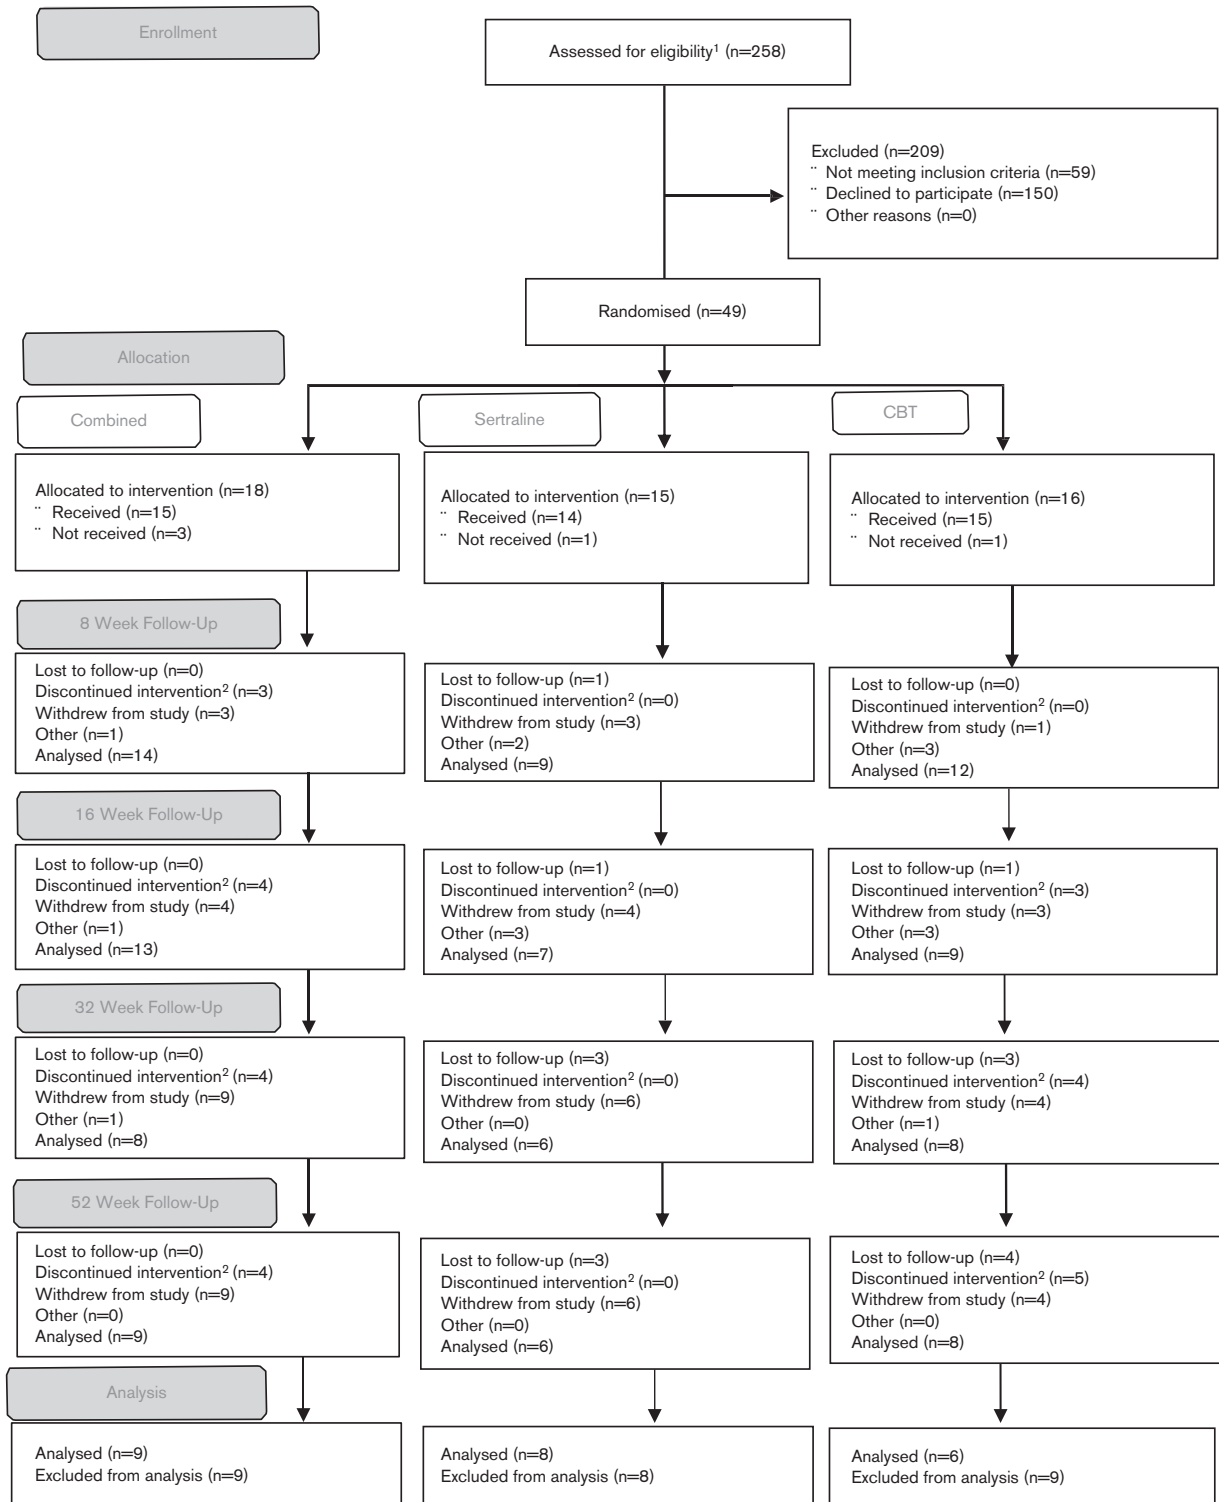 Enrollment
Assessed for eligibility¹ (n=258)
Excluded (n=209)
¨ Not meeting inclusion criteria (n=59)
¨ Declined to participate (n=150)
¨ Other reasons (n=0)
Randomised (n=49)
Allocation
Combined
Sertraline
CBT
Allocated to intervention (n=18)
¨ Received (n=15)
¨ Not received (n=3)
Allocated to intervention (n=15)
¨ Received (n=14)
¨ Not received (n=1)
Allocated to intervention (n=16)
¨ Received (n=15)
¨ Not received (n=1)
8 Week Follow-Up
Lost to follow-up (n=0)
Discontinued intervention² (n=3)
Withdrew from study (n=3)
Other (n=1)
Analysed (n=14)
Lost to follow-up (n=1)
Discontinued intervention² (n=0)
Withdrew from study (n=3)
Other (n=2)
Analysed (n=9)
Lost to follow-up (n=0)
Discontinued intervention² (n=0)
Withdrew from study (n=1)
Other (n=3)
Analysed (n=12)
16 Week Follow-Up
Lost to follow-up (n=0)
Discontinued intervention² (n=4)
Withdrew from study (n=4)
Other (n=1)
Analysed (n=13)
Lost to follow-up (n=1)
Discontinued intervention² (n=0)
Withdrew from study (n=4)
Other (n=3)
Analysed (n=7)
Lost to follow-up (n=1)
Discontinued intervention² (n=3)
Withdrew from study (n=3)
Other (n=3)
Analysed (n=9)
32 Week Follow-Up
Lost to follow-up (n=0)
Discontinued intervention² (n=4)
Withdrew from study (n=9)
Other (n=1)
Analysed (n=8)
Lost to follow-up (n=3)
Discontinued intervention² (n=0)
Withdrew from study (n=6)
Other (n=0)
Analysed (n=6)
Lost to follow-up (n=3)
Discontinued intervention² (n=4)
Withdrew from study (n=4)
Other (n=1)
Analysed (n=8)
52 Week Follow-Up
Lost to follow-up (n=0)
Discontinued intervention² (n=4)
Withdrew from study (n=9)
Other (n=0)
Analysed (n=9)
Lost to follow-up (n=3)
Discontinued intervention² (n=0)
Withdrew from study (n=6)
Other (n=0)
Analysed (n=6)
Lost to follow-up (n=4)
Discontinued intervention² (n=5)
Withdrew from study (n=4)
Other (n=0)
Analysed (n=8)
Analysis
Analysed (n=9)
Excluded from analysis (n=9)
Analysed (n=8)
Excluded from analysis (n=8)
Analysed (n=6)
Excluded from analysis (n=9)